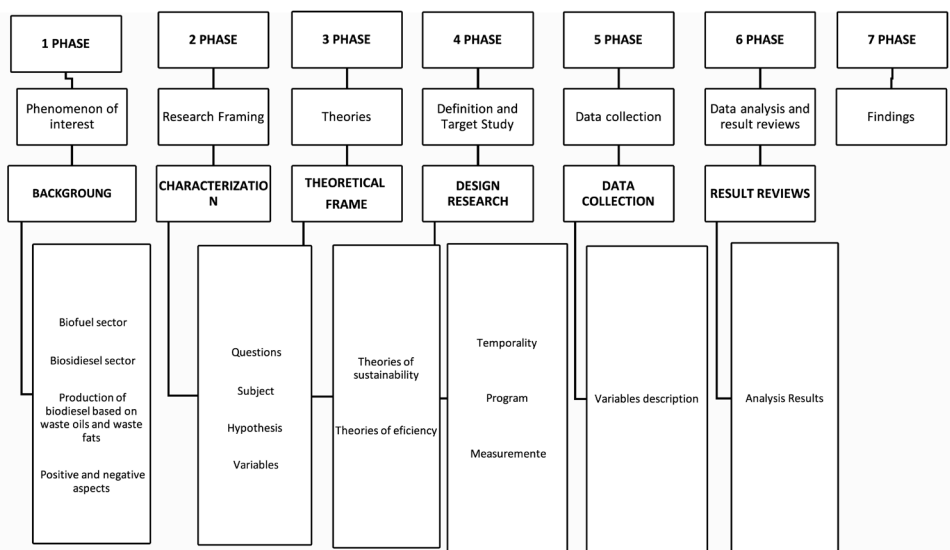 1 PHASE
2 PHASE
3 PHASE
4 PHASE
5 PHASE
6 PHASE
7 PHASE
Phenomenon of
interest
Research Framing
Theories
Definition and
Target Study
Data collection
Data analysis and
result reviews
Findings
BACKGROUNG
CHARACTERIZATIO
N
THEORETICAL
FRAME
DESIGN
RESEARCH
DATA
COLLECTION
RESULT REVIEWS
Biofuel sector
Biosidiesel sector
Production of
biodiesel based on
waste oils and waste
fats
Positive and negative
aspects
Questions
Subject
Hypothesis
Variables
Theories of
sustainability
Theories of eficiency
Temporality
Program
Measuremente
Variables description
Analysis Results